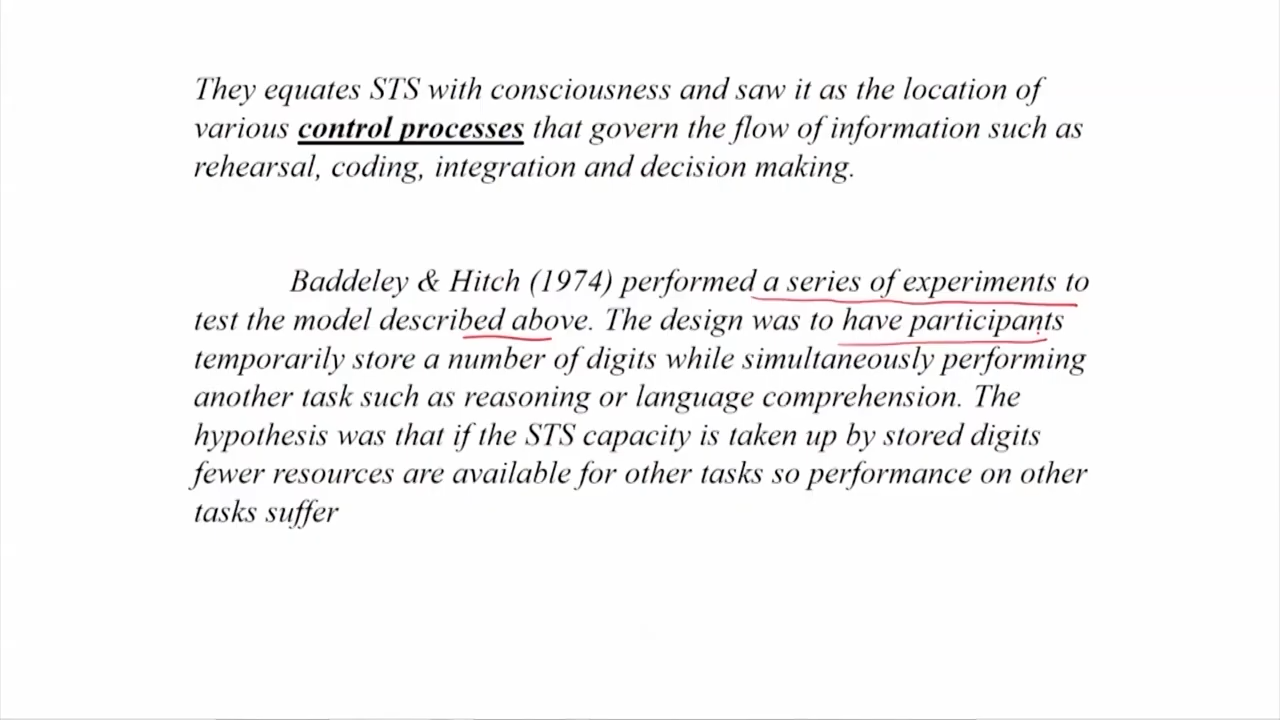 They equates STS with consciousness and saw it as the location of
various control processes that govern the flow of information such as
rehearsal, coding, integration and decision making.
Baddeley & Hitch (1974) performed a series of experiments to
test the model described above. The design was to have participants
temporarily store a number of digits while simultaneously performing
another task such as reasoning or language comprehension. The
hypothesis was that if the STS capacity is taken up by stored digits
fewer resources are available for other tasks so performance on other
tasks suffer